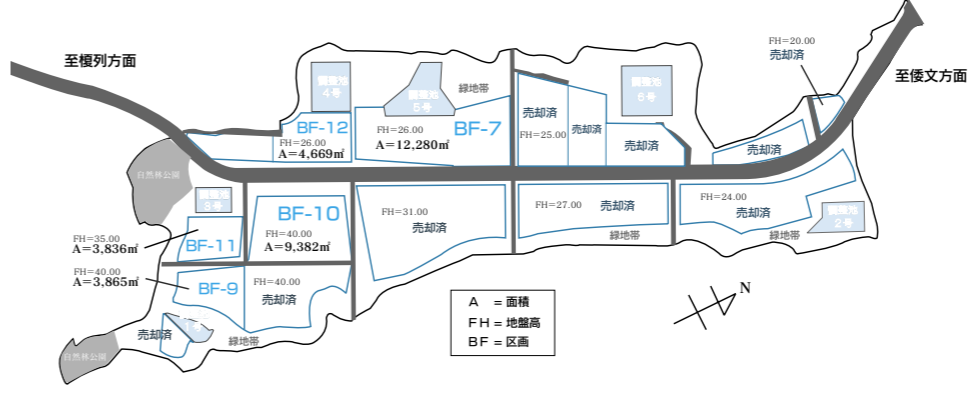 FH=20.00
売却済
至榎列方面
至倭文方面
調整池
4号
調整池
5号
緑地帯
調整池
6号
BF-12
FH=26.00
A=4,669㎡
FH=26.00
BF-7
A=12,280㎡
売却済
FH=25.00
売却済
売却済
売却済
自然林公園
調整池
3号
BF-10
FH=40.00
A=9,382㎡
FH=31.00
売却済
FH=27.00
売却済
FH=24.00
売却済
調整池
2号
緑地帯
緑地帯
FH=35.00
A=3,836㎡
BF-11
FH=40.00
A=3,865㎡
BF-9
FH=40.00
売却済
売却済
1号
緑地帯
自然林公園
A = 面積
FH = 地盤高
BF = 区画
N